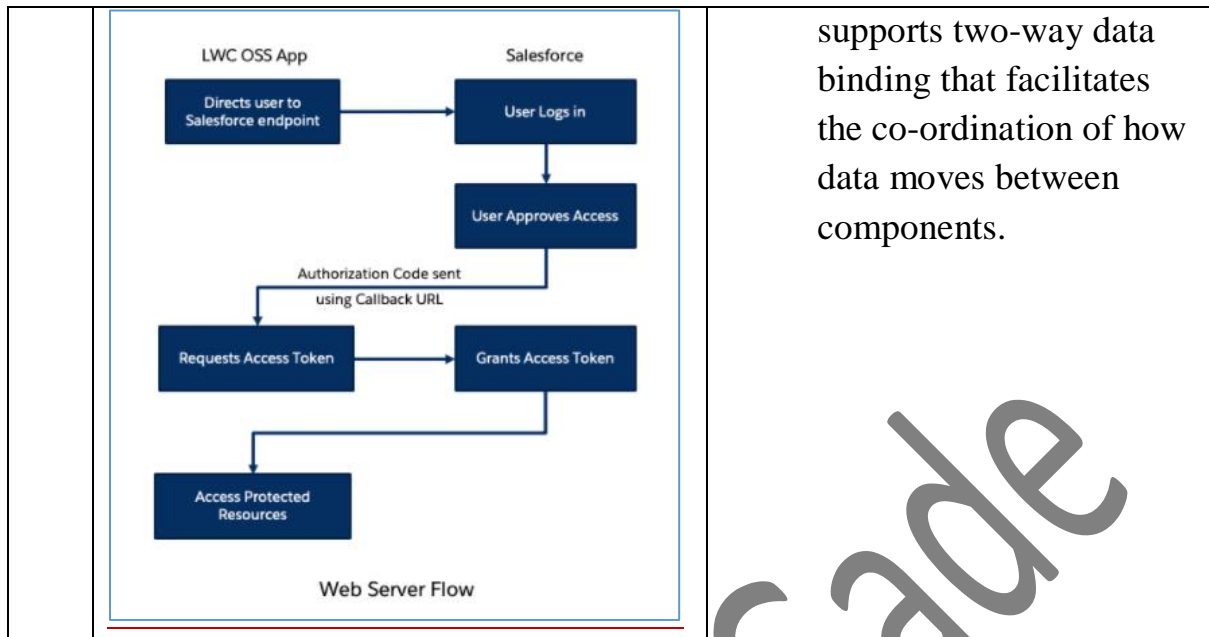 LWC OSS App
Salesforce
Directs user to
Salesforce endpoint
User Logs in
User Approves Access
Authorization Code sent
using Callback URL
Requests Access Token
Grants Access Token
Access Protected
Resources
Web Server Flow
supports two-way data
binding that facilitates
the co-ordination of how
data moves between
components.